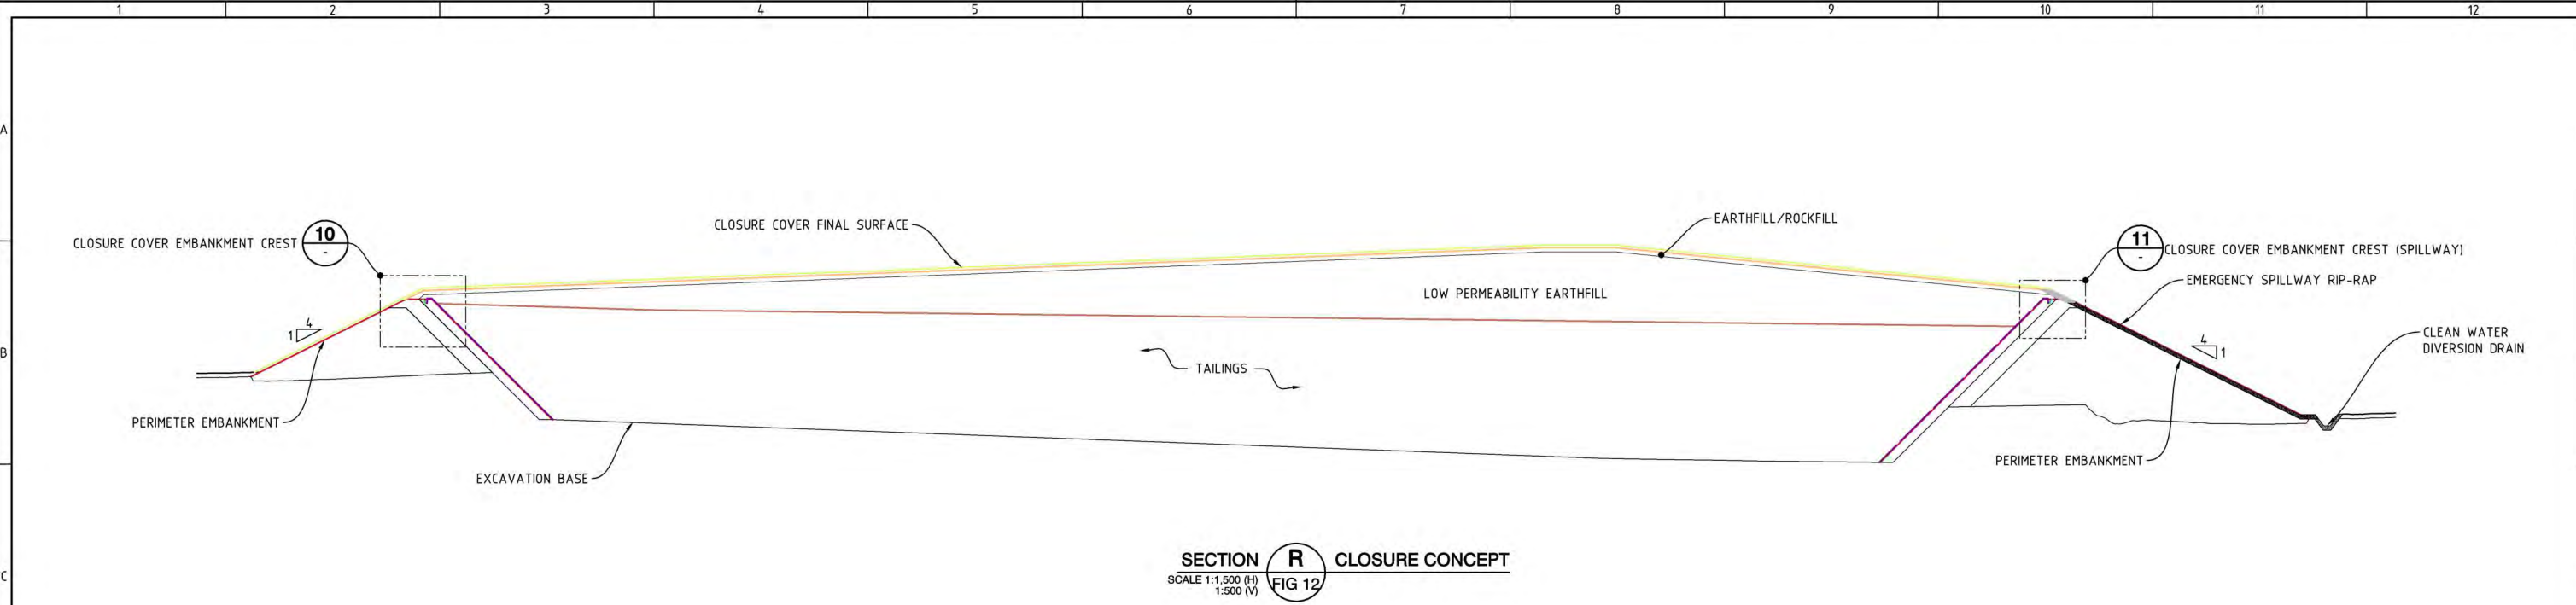 1 2 3 4 5 6 7 8 9 10 11 12
A
B
C
CLOSURE COVER EMBANKMENT CREST
10
-
CLOSURE COVER FINAL SURFACE
EARTHFILL/ROCKFILL
11
-
CLOSURE COVER EMBANKMENT CREST (SPILLWAY)
EMERGENCY SPILLWAY RIP-RAP
LOW PERMEABILITY EARTHFILL
4
1
4
1
CLEAN WATER
DIVERSION DRAIN
TAILINGS
PERIMETER EMBANKMENT
PERIMETER EMBANKMENT
EXCAVATION BASE
SECTION R CLOSURE CONCEPT
SCALE 1:1,500 (H) FIG 12
1:500 (V)